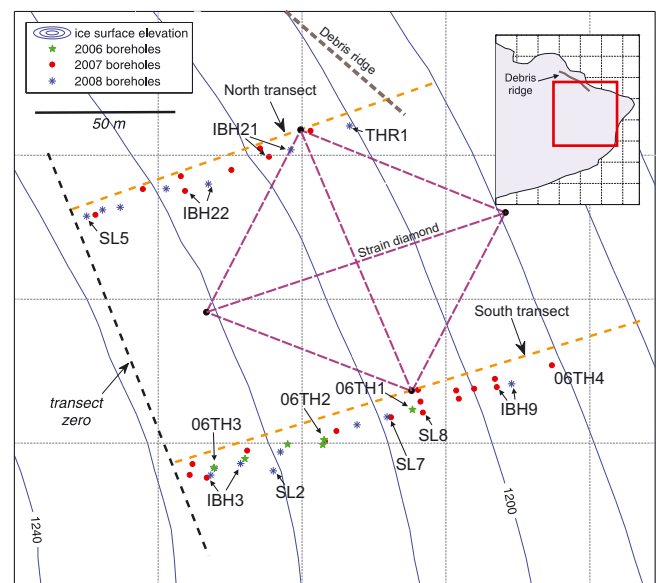 ice surface elevation
2006 boreholes
2007 boreholes
2008 boreholes
50 m
North transect
Debris
ridge
Debris ridge
IBH21
THR1
IBH22
SL5
Strain diamond
South transect
transect
zero
06TH1
06TH4
06TH2
IBH9
SL8
06TH3
SL7
IBH3
SL2
1200
1240